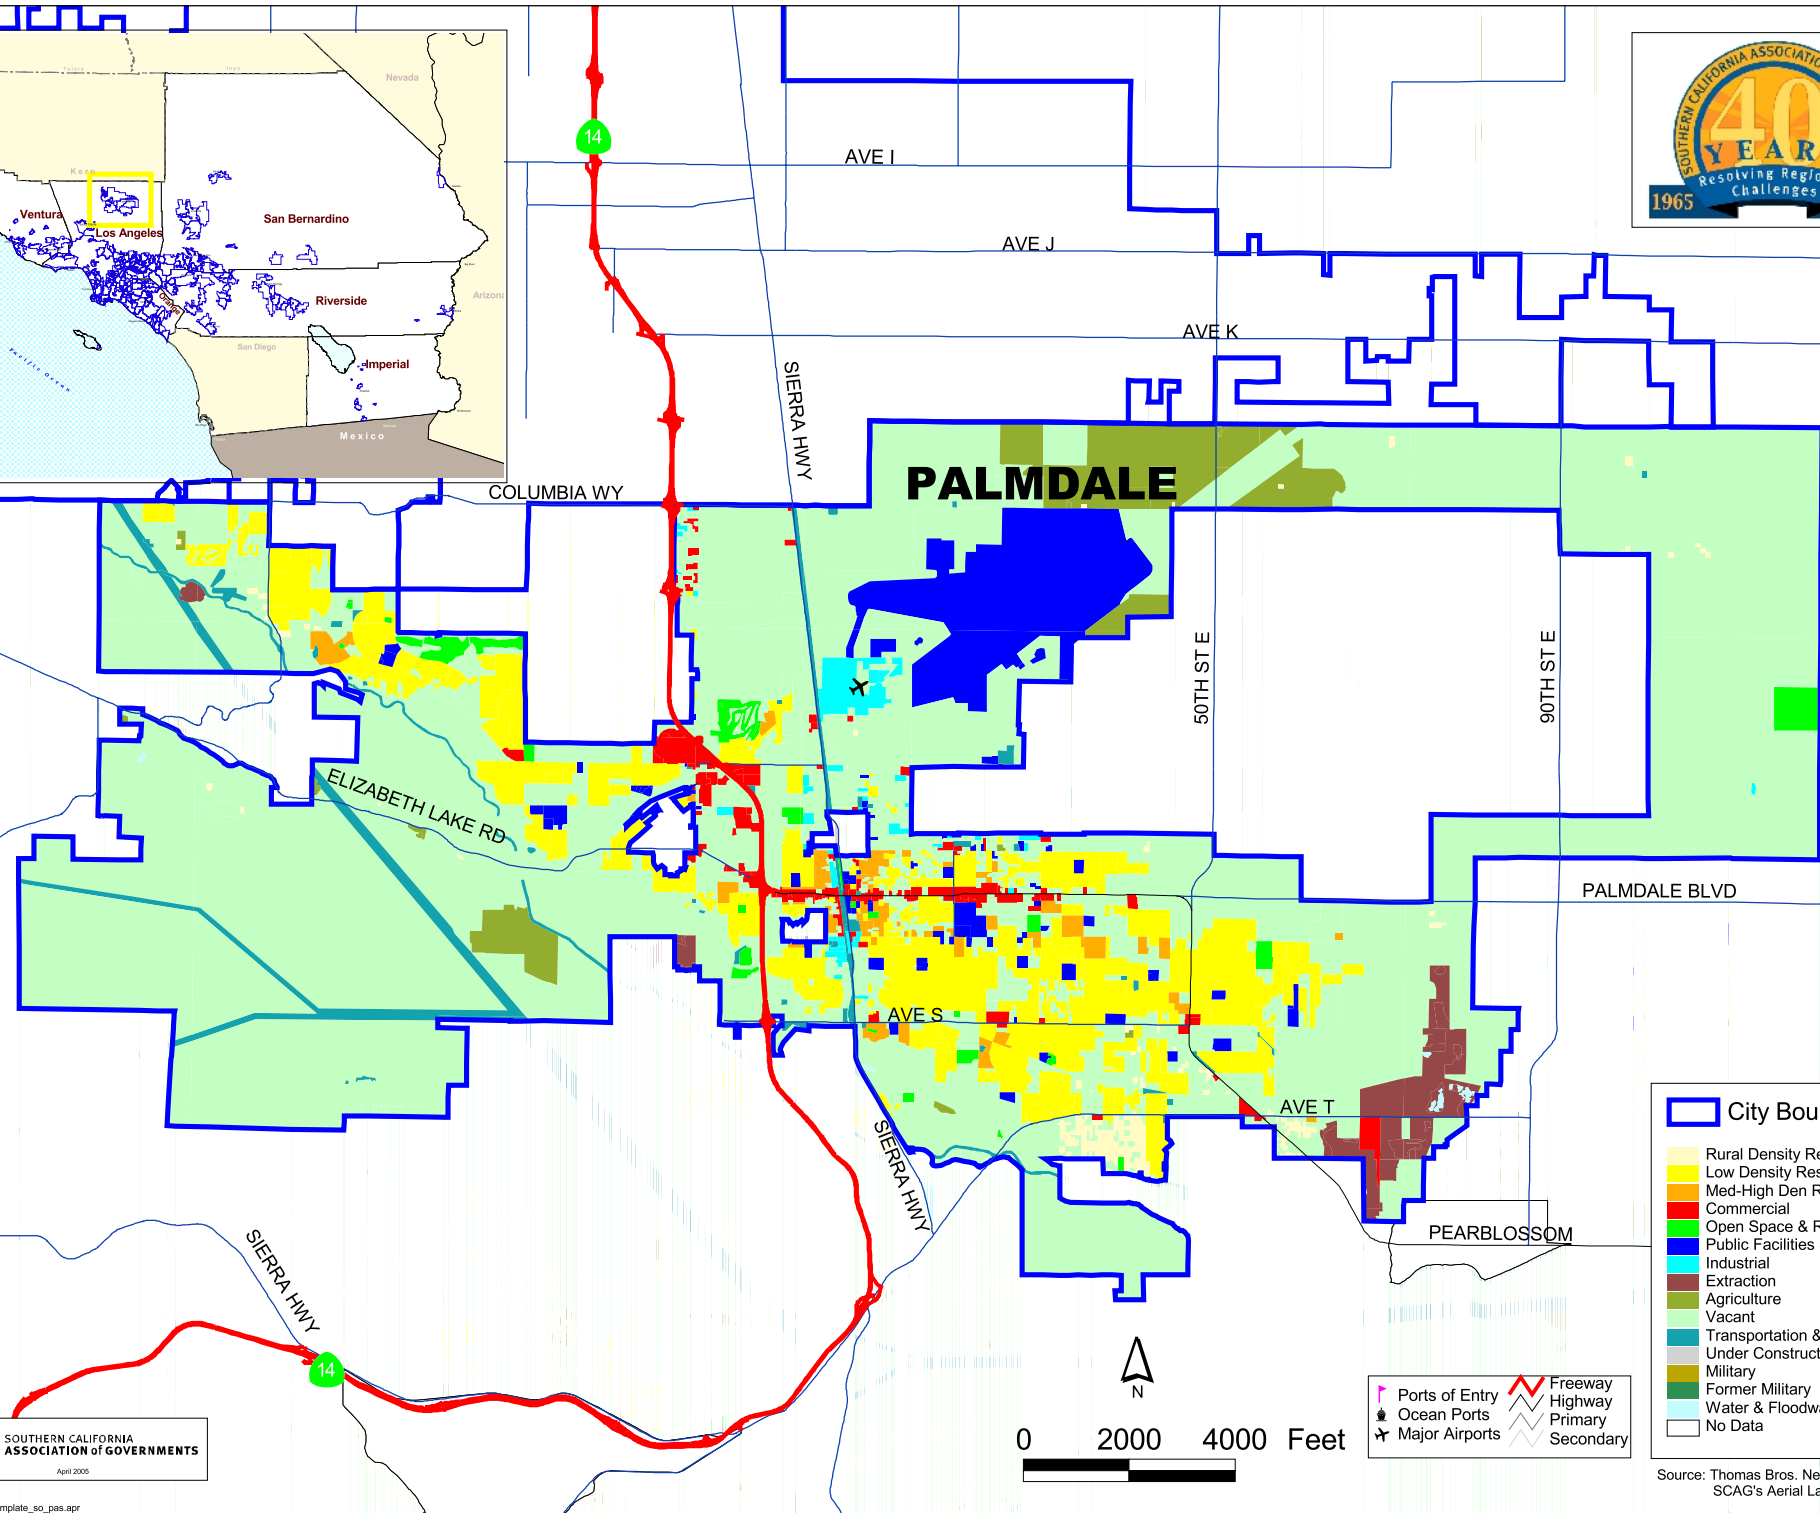 Tulare
Inyo
Nevada
Kern
Ventura
Los Angeles
San Bernardino
Orange
Riverside
Arizona
San Diego
Imperial
Pacific Ocean
Mexico
14
AVE I
AVE J
AVE K
SIERRA HWY
COLUMBIA WY
PALMDALE
50TH ST E
90TH ST E
ELIZABETH LAKE RD
PALMDALE BLVD
AVE S
AVE T
SIERRA HWY
PEARBLOSSOM
SIERRA HWY
14
SOUTHERN CALIFORNIA ASSOCIATIO
40
YEAR
Resolving Regio
Challenges
1965
City Bou
Rural Density Re
Low Density Res
Med-High Den R
Commercial
Open Space & R
Public Facilities
Industrial
Extraction
Agriculture
Vacant
Transportation &
Under Construct
Military
Former Military
Water & Floodwa
No Data
N
0 2000 4000 Feet
Ports of Entry
Ocean Ports
Major Airports
Freeway
Highway
Primary
Secondary
Source: Thomas Bros. Ne
SCAG's Aerial La
SOUTHERN CALIFORNIA
ASSOCIATION of GOVERNMENTS
April 2005
mplate_so_pas.apr